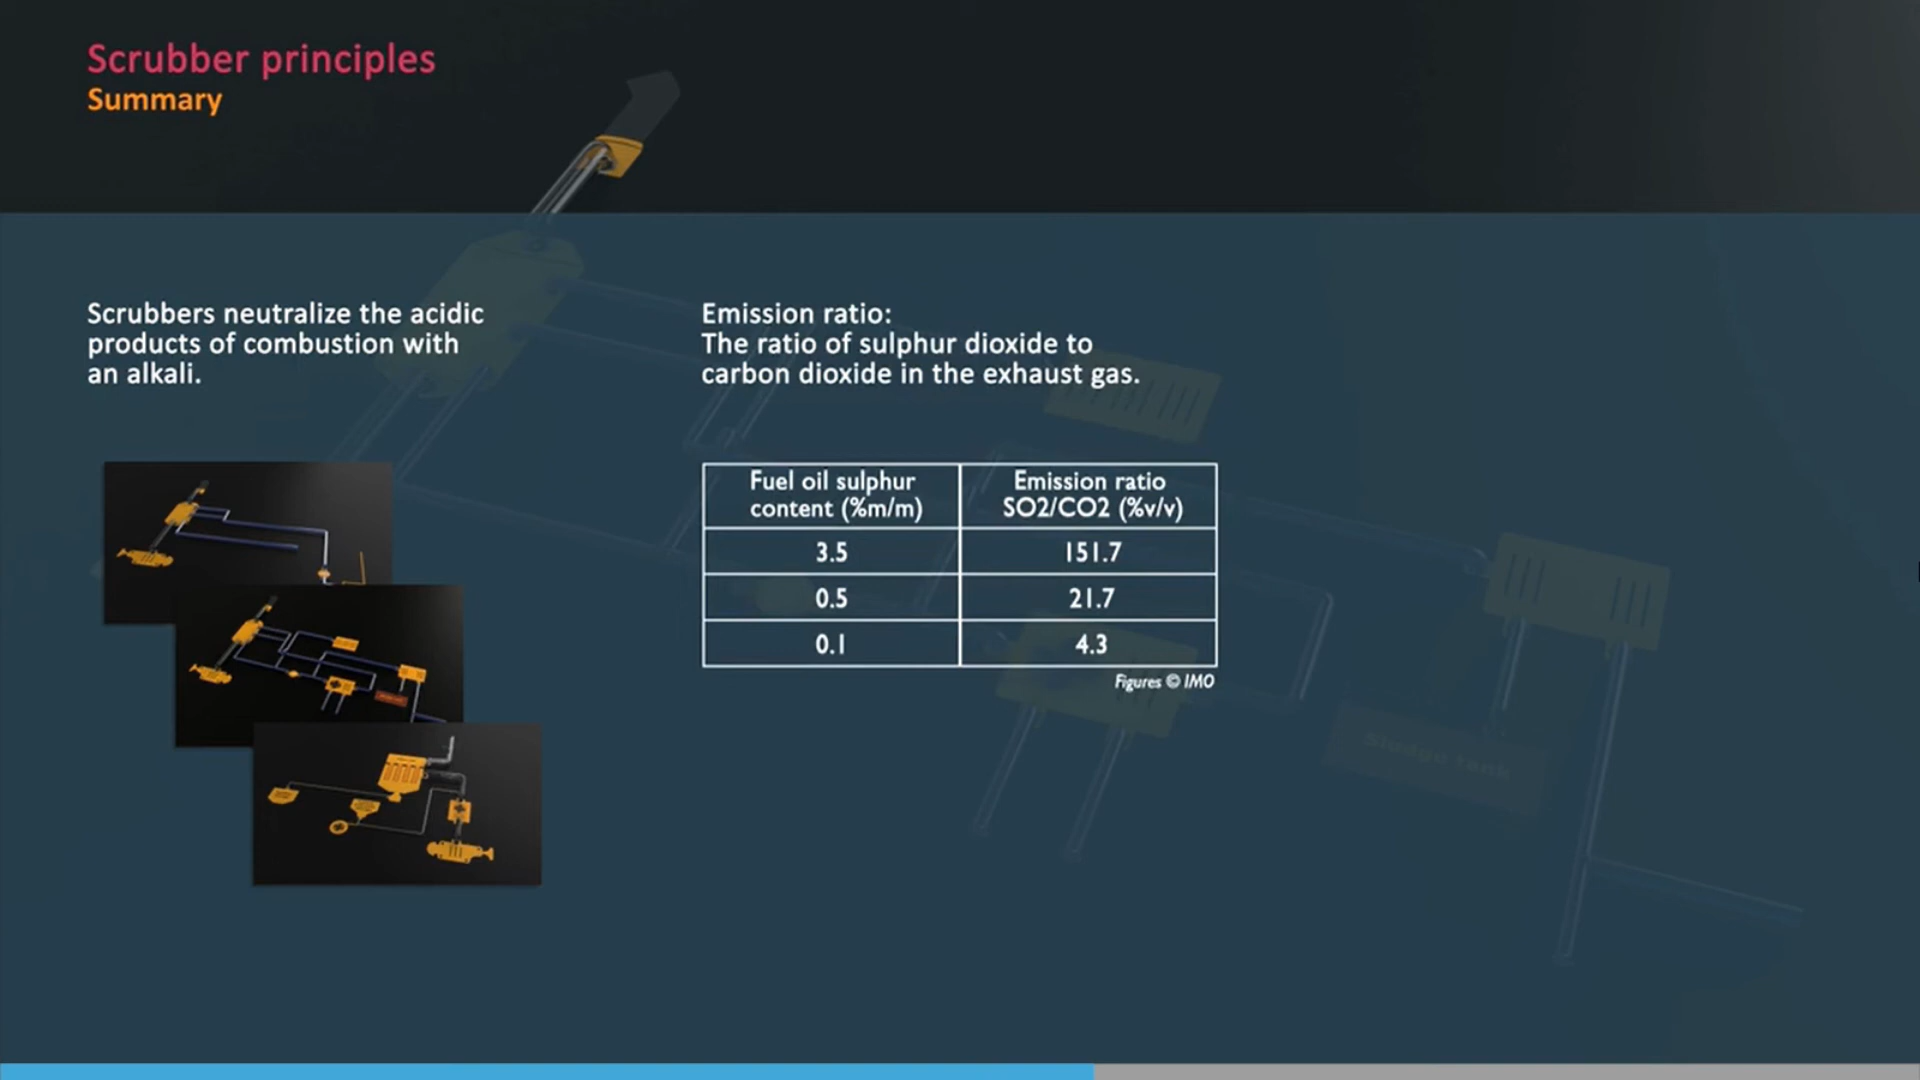 Scrubber principles
Summary
Scrubbers neutralize the acidic
products of combustion with
an alkali.
Emission ratio:
The ratio of sulphur dioxide to
carbon dioxide in the exhaust gas.
Fuel oil sulphur
content (%m/m)
Emission ratio
SO2/CO2 (%v/v)
3.5
151.7
0.5
21.7
0.1
4.3
Figures © IMO
Sludge tank